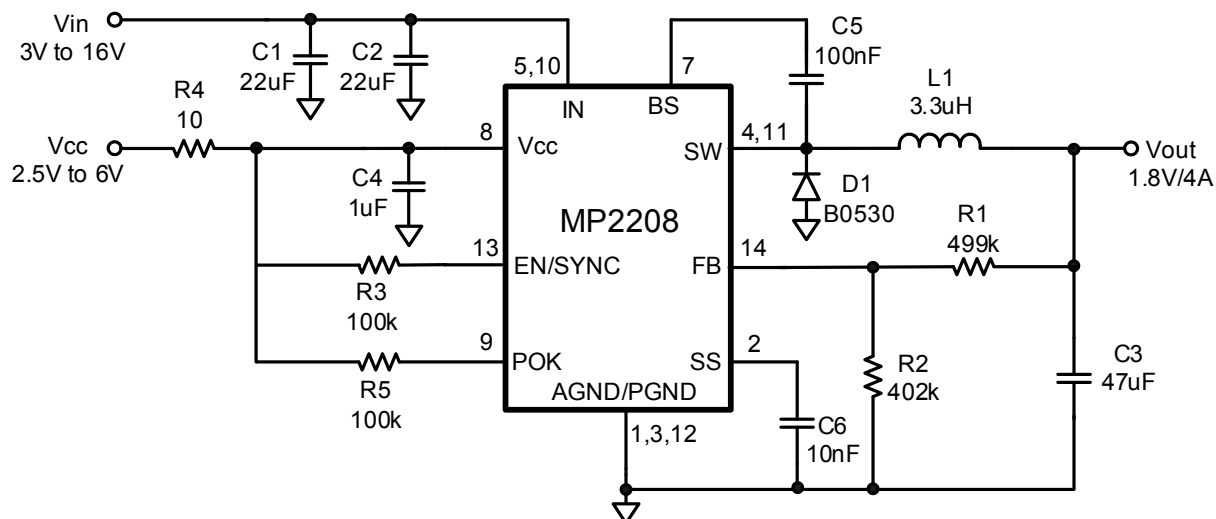 Vin
3V to 16V
C1
22uF
C2
22uF
5,10
7
C5
100nF
R4
10
IN
BS
L1
3.3uH
Vcc
2.5V to 6V
8
Vcc
SW
4,11
Vout
1.8V/4A
C4
1uF
D1
B0530
MP2208
R1
499k
13
EN/SYNC
FB
14
R3
100k
9
POK
SS
2
R2
402k
C3
47uF
R5
100k
AGND/PGND
1,3,12
C6
10nF